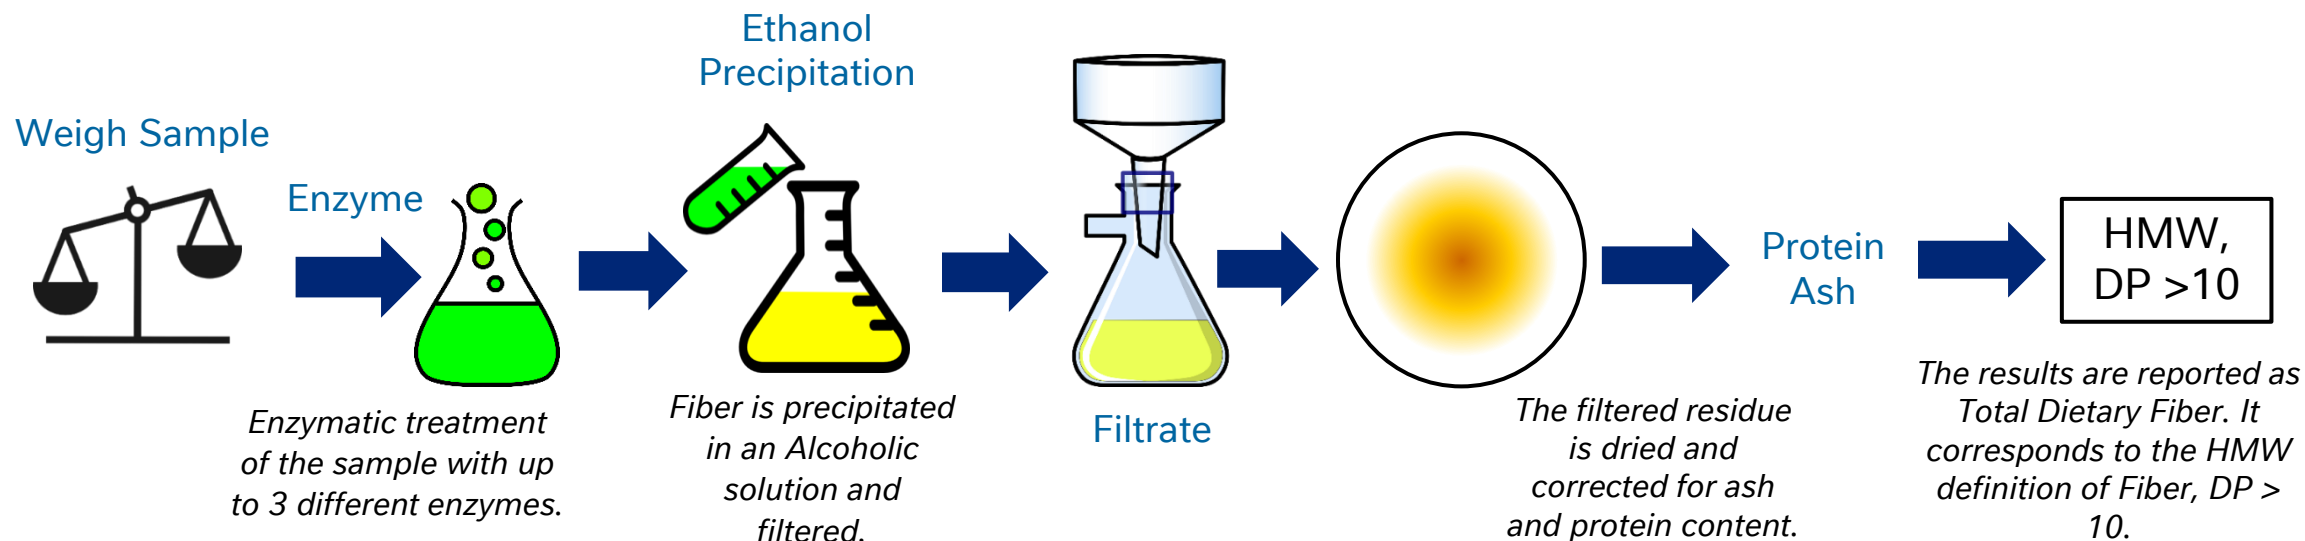 Weigh Sample
Enzyme
Enzymatic treatment
of the sample with up
to 3 different enzymes.
Ethanol
Precipitation
Fiber is precipitated
in an Alcoholic
solution and
filtered.
Filtrate
The filtered residue
is dried and
corrected for ash
and protein content.
Protein
Ash
HMW,
DP >10
The results are reported as
Total Dietary Fiber. It
corresponds to the HMW
definition of Fiber, DP >
10.